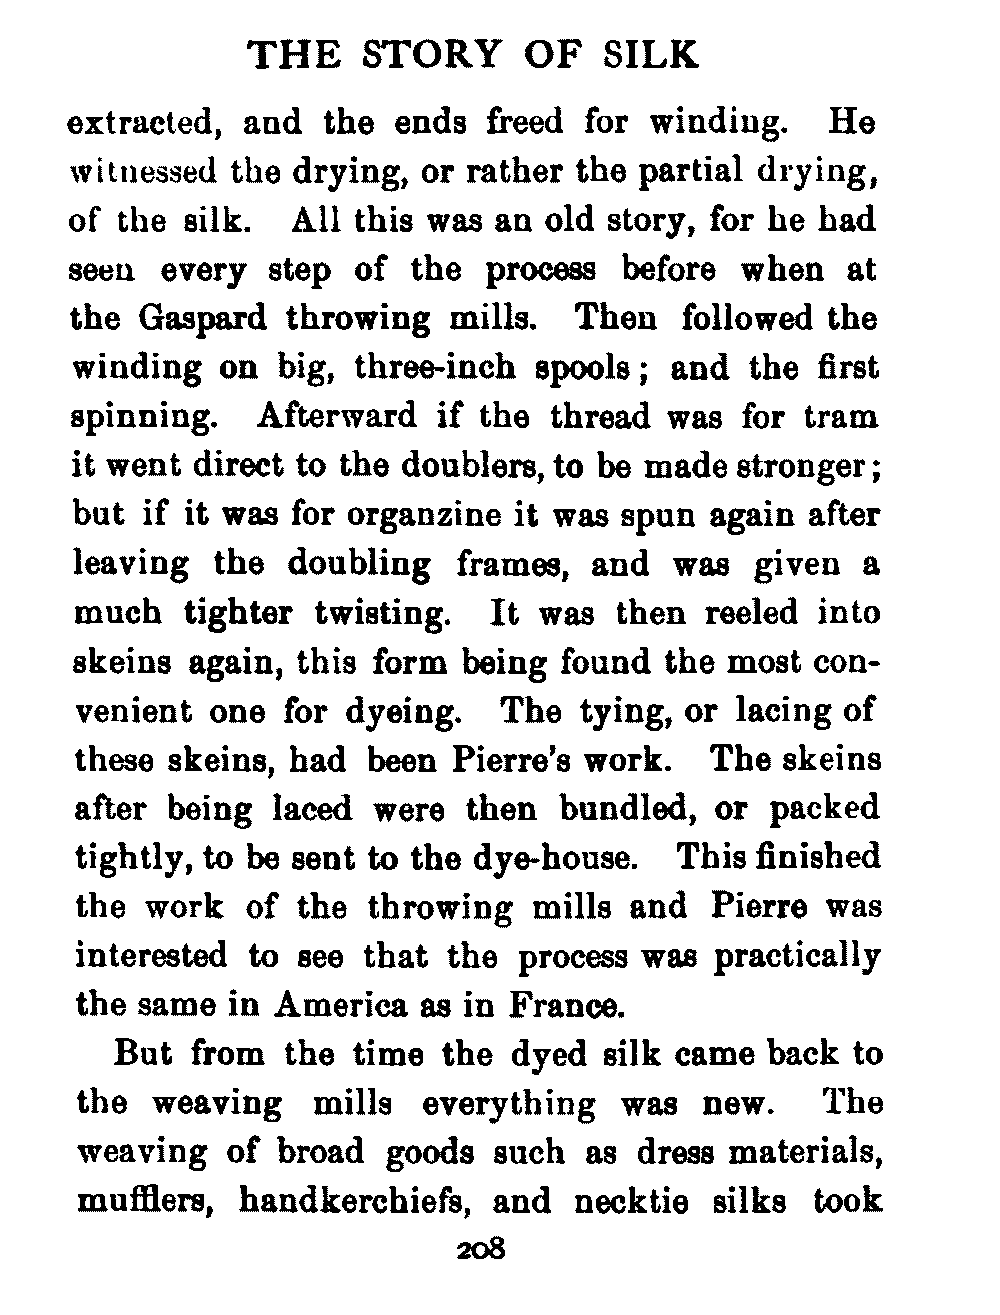 THE STORY OF SILK
extracted, and the ends freed for winding. He
witnessed the drying, or rather the partial drying,
of the silk. All this was an old story, for he had
seen every step of the process before when at
the Gaspard throwing mills. Then followed the
winding on big, three-inch spools; and the first
spinning. Afterward if the thread was for tram
it went direct to the doublers, to be made stronger;
but if it was for organzine it was spun again after
leaving the doubling frames, and was given a
much tighter twisting. It was then reeled into
skeins again, this form being found the most con-
venient one for dyeing. The tying, or lacing of
these skeins, had been Pierre's work. The skeins
after being laced were then bundled, or packed
tightly, to be sent to the dye-house. This finished
the work of the throwing mills and Pierre was
interested to see that the process was practically
the same in America as in France.
But from the time the dyed silk came back to
the weaving mills everything was new. The
weaving of broad goods such as dress materials,
mufflers, handkerchiefs, and necktie silks took
208